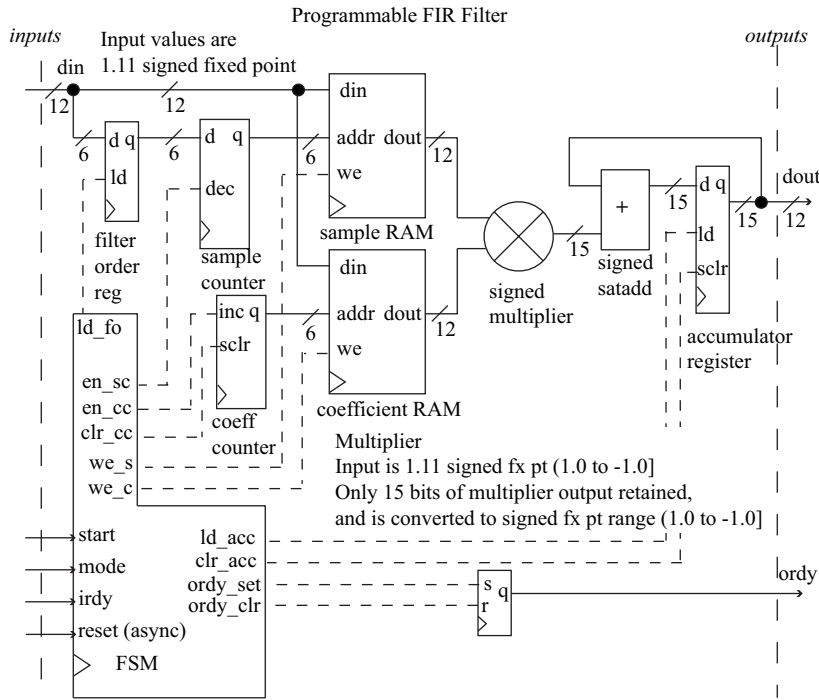 Programmable FIR Filter
inputs
Input values are
outputs
din
1.11 signed fixed point
12
12
din
d q
d q
addr dout
6
6
6
12
ld
dec
we
d q
dout
+
15
15
15
12
ld
filter
order
reg
sample
counter
sample RAM
din
15
signed
satadd
sclr
inc q
addr dout
signed
multiplier
6
12
ld_fo
sclr
we
accumulator
register
en_sc
en_cc
coeff
counter
coefficient RAM
clr_cc
we_s
we_c
Multiplier
Input is 1.11 signed fx pt (1.0 to -1.0]
Only 15 bits of multiplier output retained,
and is converted to signed fx pt range (1.0 to -1.0]
start
ld_acc
mode
clr_acc
ordy_set
s q
ordy
irdy
ordy_clr
r
reset (async)
FSM